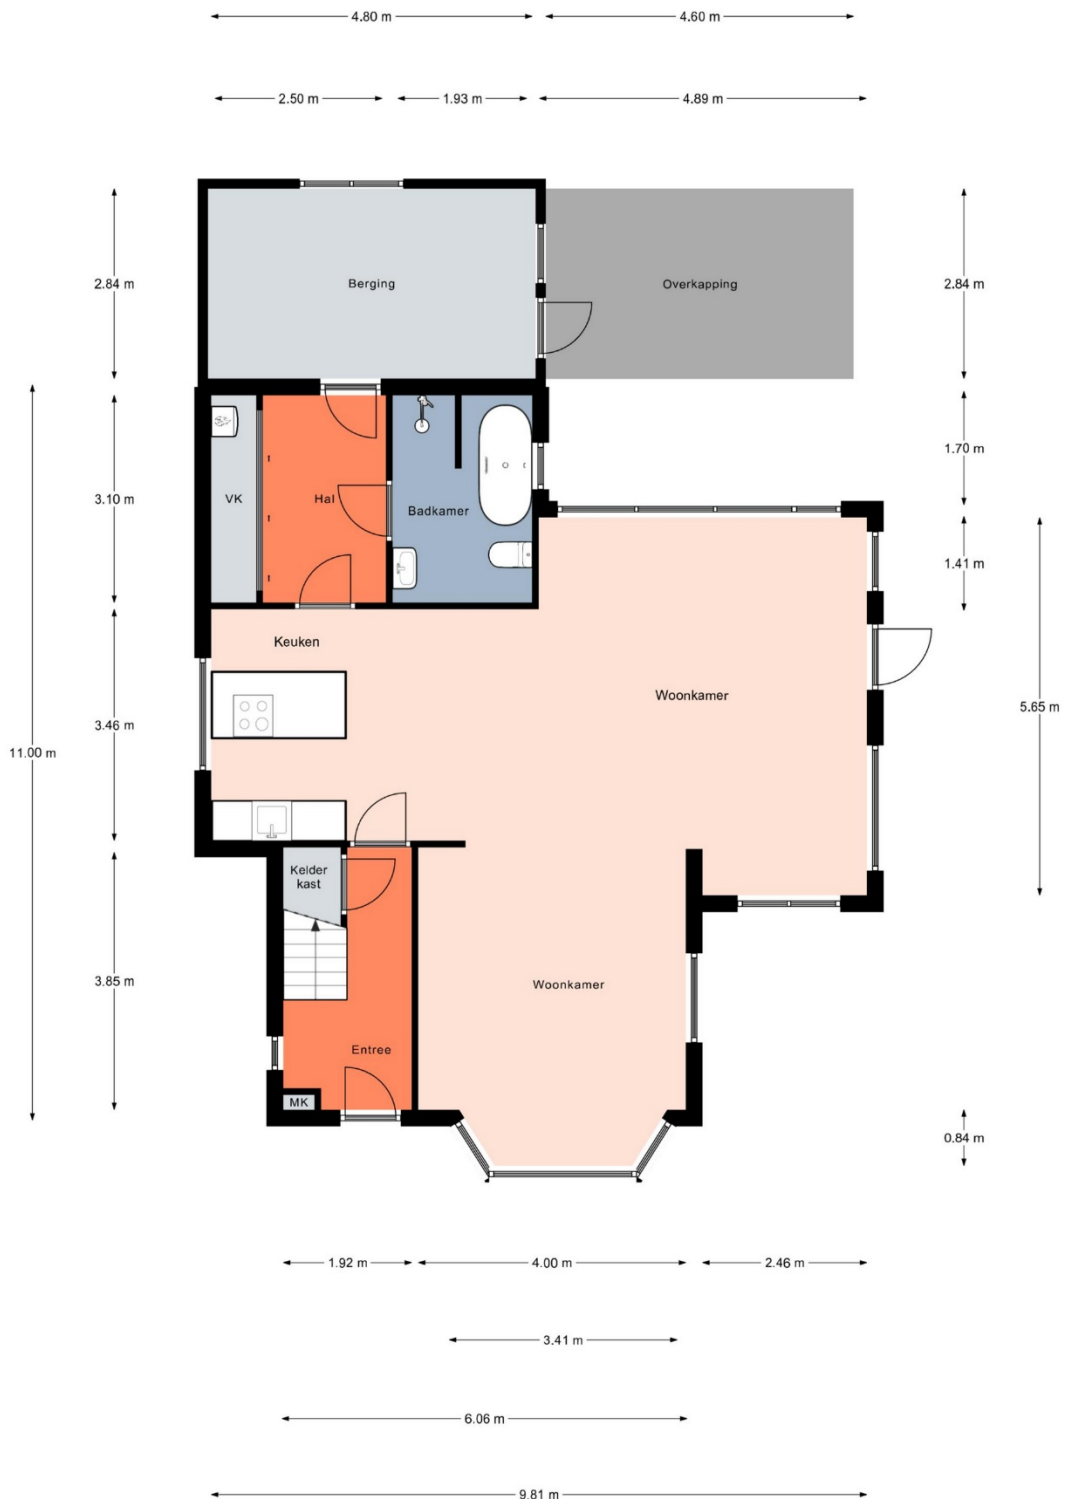 4.80 m
4.60 m
2.50 m
1.93 m
4.89 m
2.84 m
Berging
Overkapping
2.84 m
3.10 m
VK
Hal
Badkamer
1.70 m
1.41 m
Keuken
Woonkamer
3.46 m
5.65 m
11.00 m
Kelder
kast
3.85 m
Woonkamer
Entree
MK
0.84 m
1.92 m
4.00 m
2.46 m
3.41 m
6.06 m
9.81 m